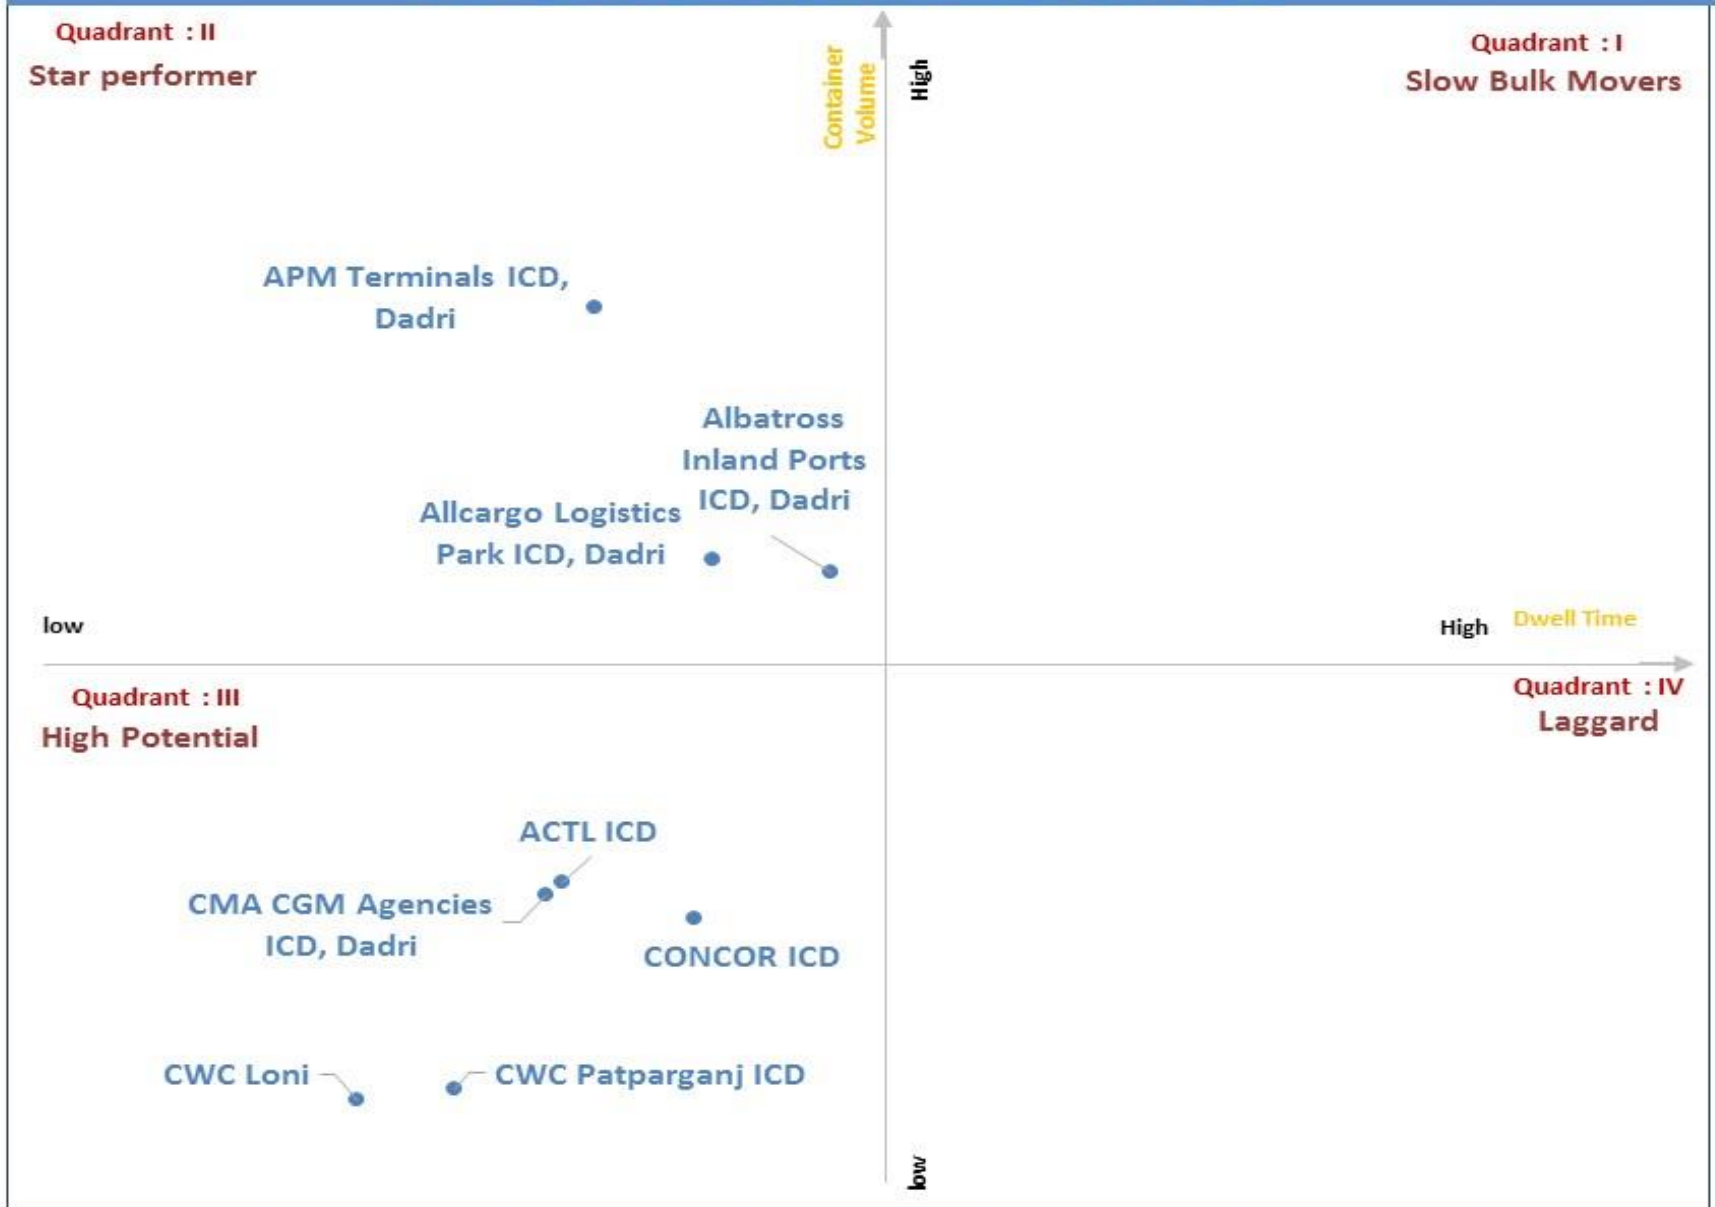 Quadrant : II
Star performer
Container
Volume
High
Quadrant : I
Slow Bulk Movers
APM Terminals ICD,
Dadri
Albatross
Inland Ports
ICD, Dadri
Allcargo Logistics
Park ICD, Dadri
low
High
Dwell Time
Quadrant : III
High Potential
Quadrant : IV
Laggard
ACTL ICD
CMA CGM Agencies
ICD, Dadri
CONCOR ICD
CWC Loni
CWC Patparganj ICD
low